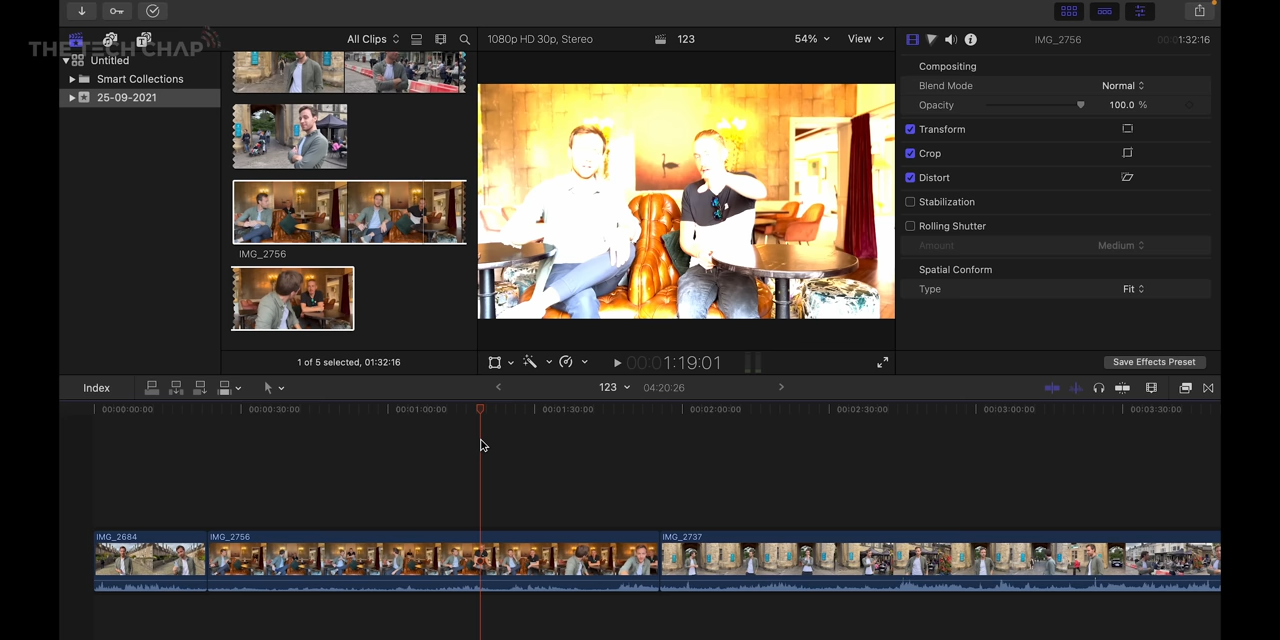 THE TECH CHAP
All Clips
1080p HD 30p, Stereo
123
54%
View
IMG_2756
00:01:32:16
Untitled
Smart Collections
25-09-2021
IMG_2756
1 of 5 selected, 01:32:16
00:01:19:01
Compositing
Blend Mode
Normal
Opacity
100.0 %
Transform
Crop
Distort
Stabilization
Rolling Shutter
Amount
Medium
Spatial Conform
Type
Fit
Save Effects Preset
Index
123
04:20:26
00:00:00:00
00:00:30:00
00:01:00:00
00:01:30:00
00:02:00:00
00:02:30:00
00:03:00:00
00:03:30:00
IMG_2684
IMG_2756
IMG_2737